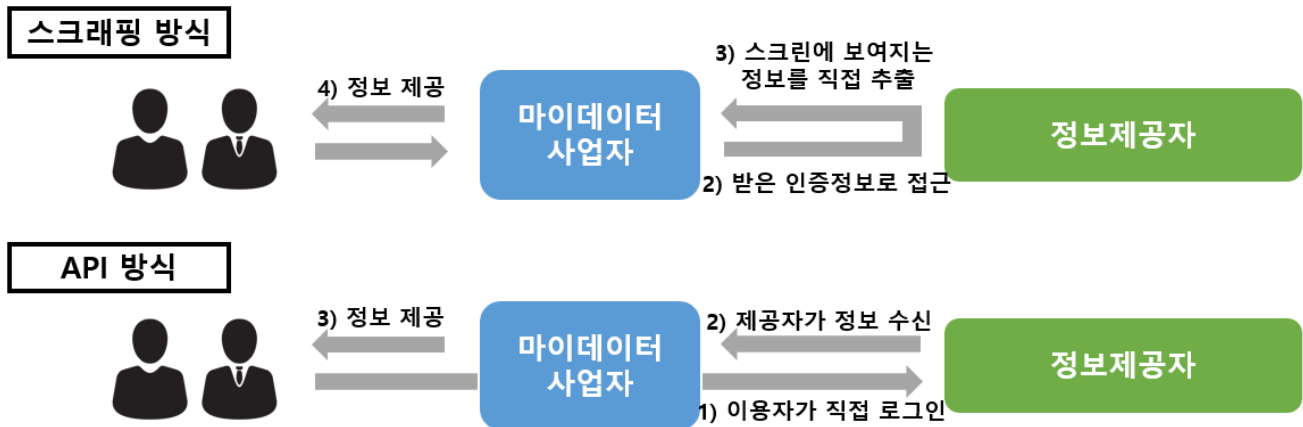 스크래핑 방식
4) 정보 제공
마이데이터
사업자
3) 스크린에 보여지는
정보를 직접 추출
2) 받은 인증정보로 접근
정보제공자
API 방식
3) 정보 제공
마이데이터
사업자
2) 제공자가 정보 수신
1) 이용자가 직접 로그인
정보제공자